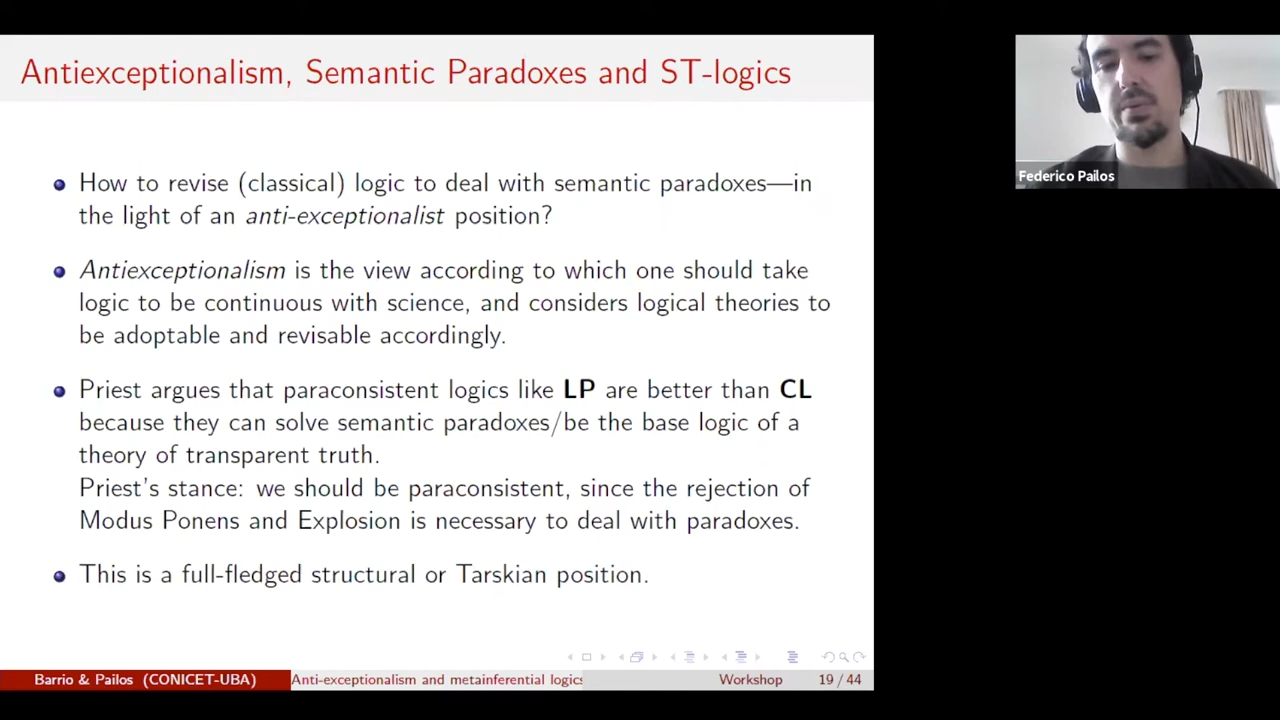 Antiexceptionalism, Semantic Paradoxes and ST-logics
How to revise (classical) logic to deal with semantic paradoxes—in
the light of an anti-exceptionalist position?
Antiexceptionalism is the view according to which one should take
logic to be continuous with science, and considers logical theories to
be adoptable and revisable accordingly.
Priest argues that paraconsistent logics like LP are better than CL
because they can solve semantic paradoxes/be the base logic of a
theory of transparent truth.
Priest's stance: we should be paraconsistent, since the rejection of
Modus Ponens and Explosion is necessary to deal with paradoxes.
This is a full-fledged structural or Tarskian position.
Barrio & Pailos (CONICET-UBA)
Anti-exceptionalism and metainferential logics
Workshop
19 / 44
Federico Pailos